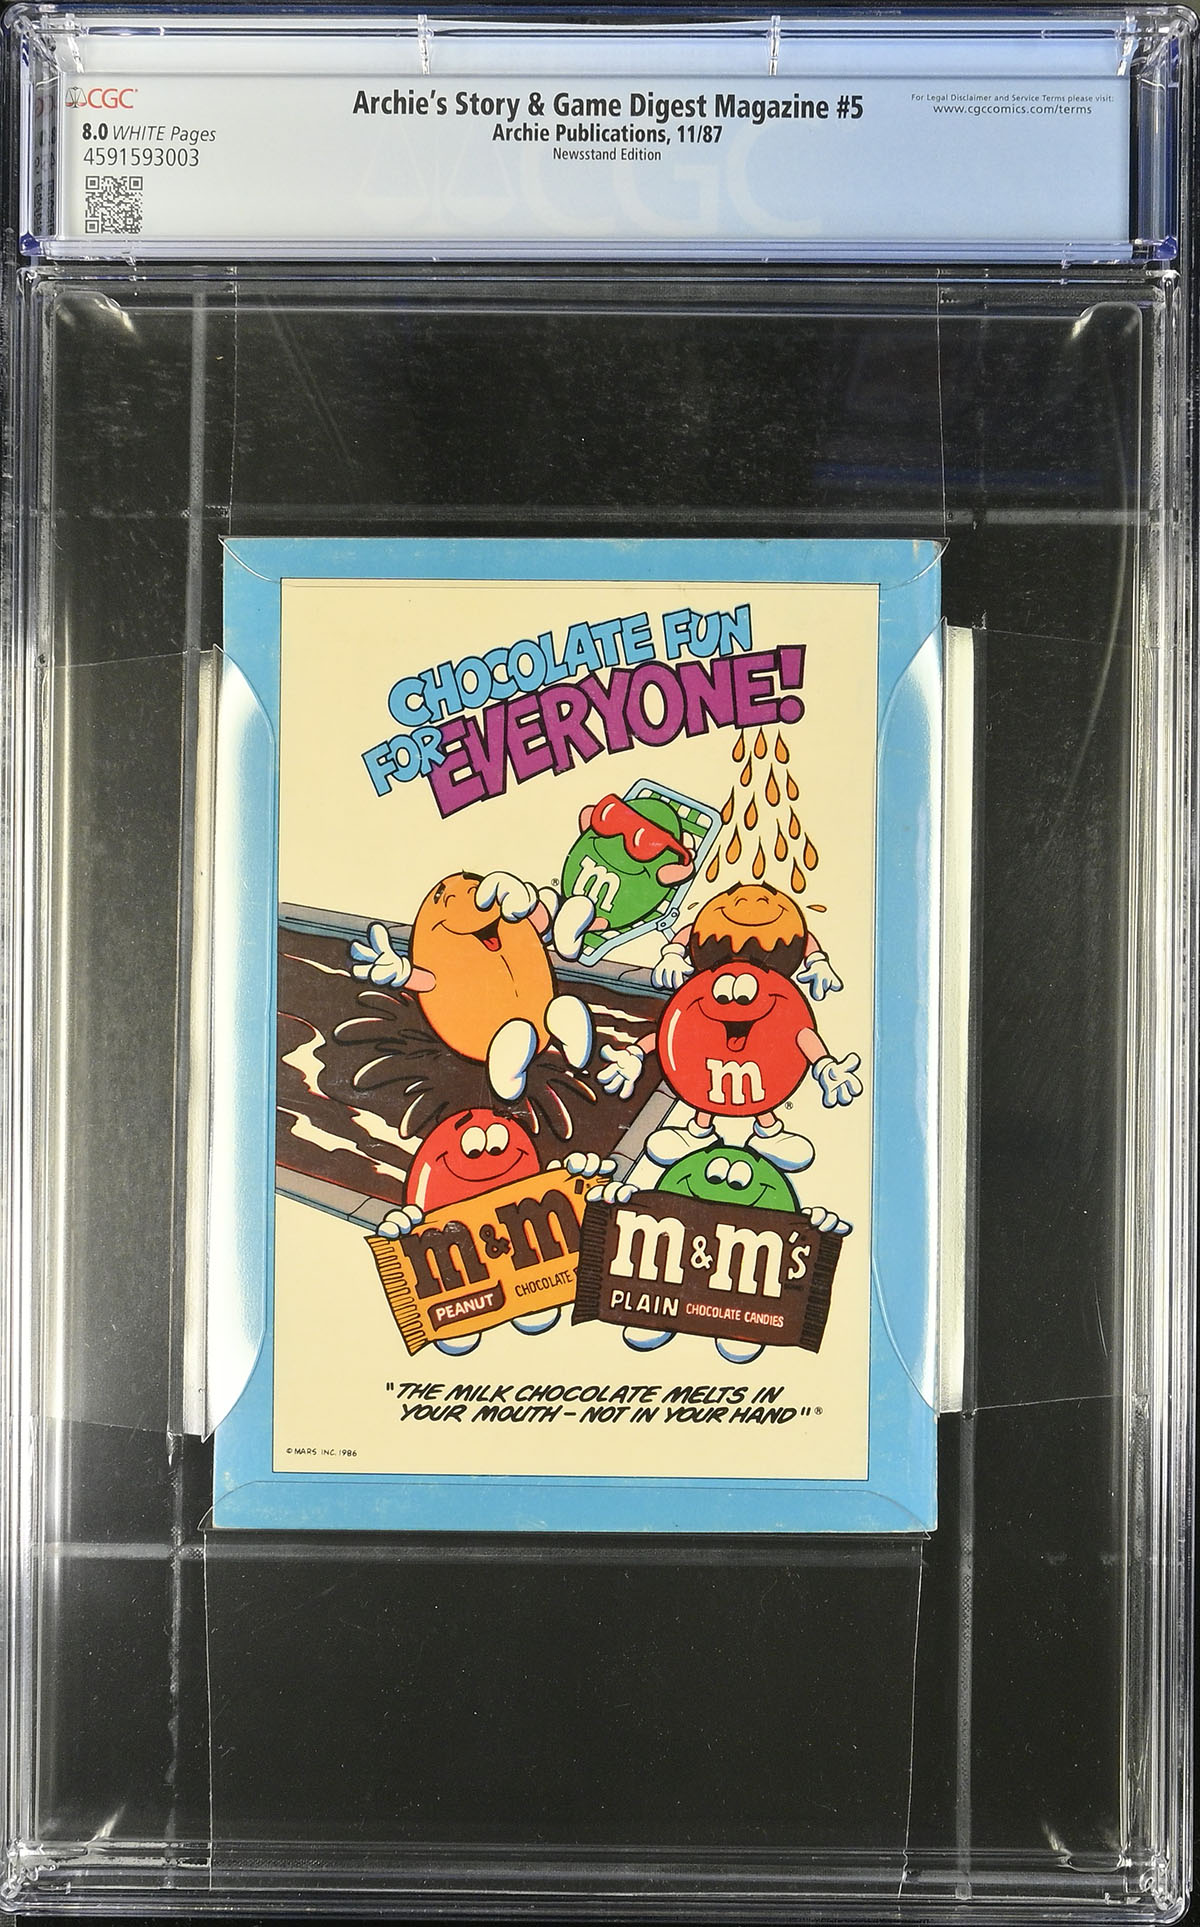 CGC
8.0 WHITE Pages
4591593003
Archie's Story & Game Digest Magazine #5
Archie Publications, 11/87
Newsstand Edition
For Legal Disclaimer and Service Terms please visit:
www.cgccomics.com/terms
CGC
CHOCOLATE FUN
FOR EVERYONE!
m
®
m
®
m&m's
PEANUT CHOCOLATE
m&m's
PLAIN CHOCOLATE CANDIES
"THE MILK CHOCOLATE MELTS IN
YOUR MOUTH – NOT IN YOUR HAND"®
© MARS INC. 1986